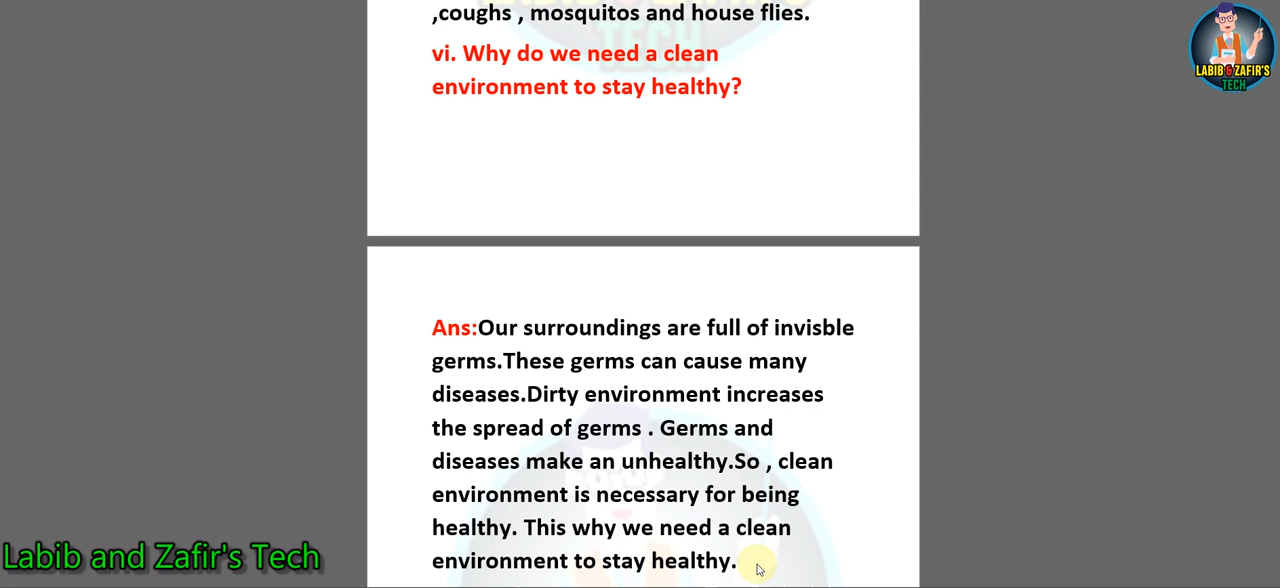 ,coughs , mosquitos and house flies.
vi. Why do we need a clean
environment to stay healthy?
LABIB & ZAFIR'S
TECH
Ans:Our surroundings are full of invisble
germs.These germs can cause many
diseases.Dirty environment increases
the spread of germs . Germs and
diseases make an unhealthy.So , clean
environment is necessary for being
healthy. This why we need a clean
environment to stay healthy.
Labib and Zafir's Tech